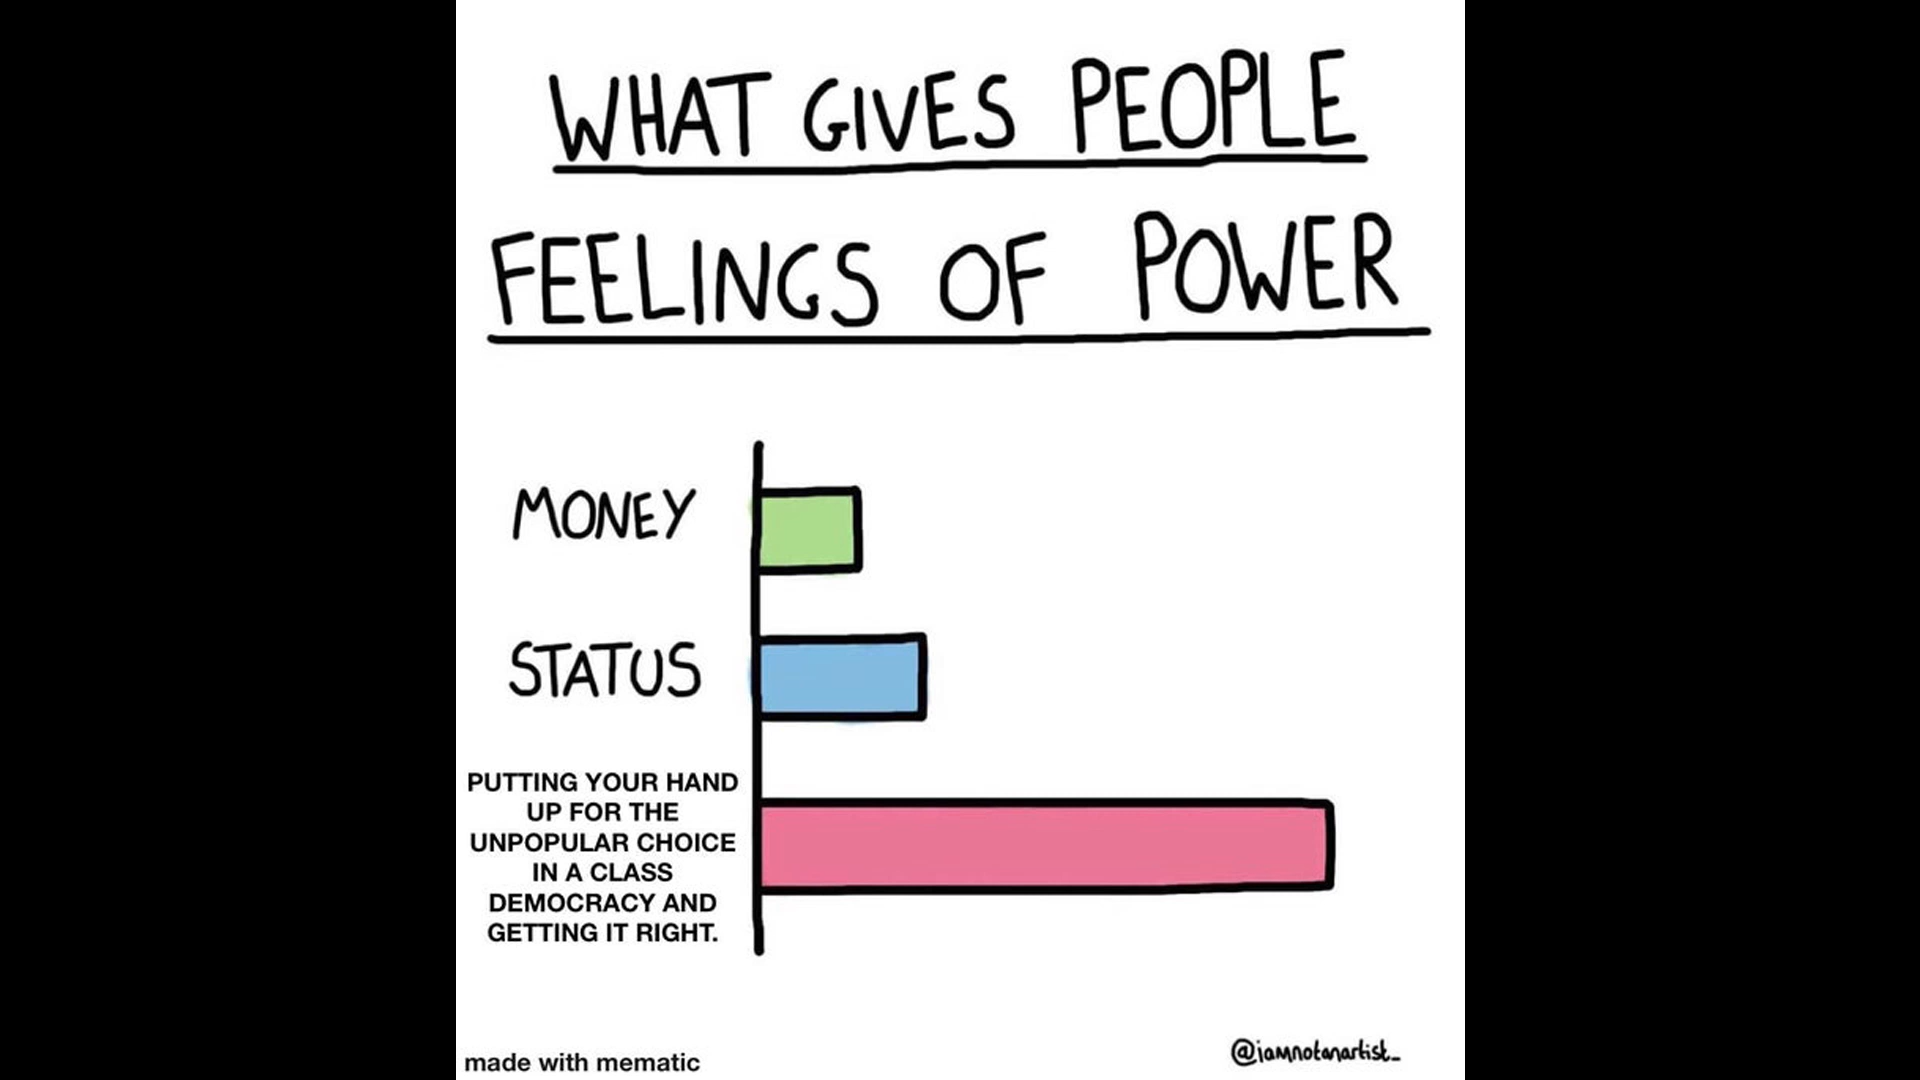 WHAT GIVES PEOPLE
FEELINGS OF POWER
MONEY
STATUS
PUTTING YOUR HAND
UP FOR THE
UNPOPULAR CHOICE
IN A CLASS
DEMOCRACY AND
GETTING IT RIGHT.
made with mematic
@iamnotanartist_